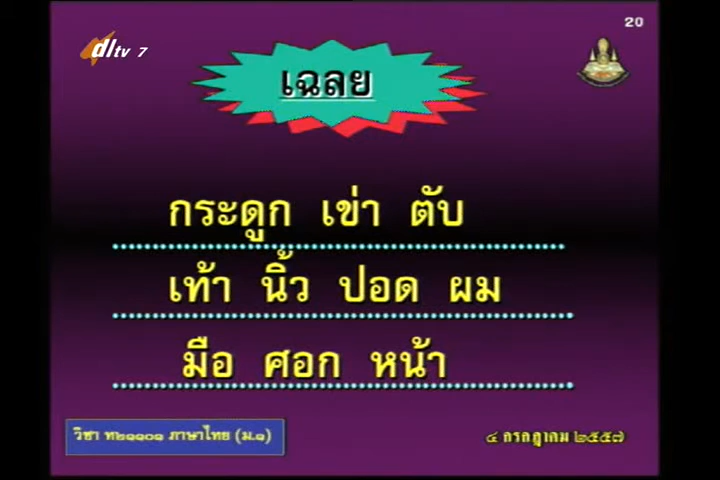 20
dltv 7
เฉลย
กระดูก เข่า ตับ
เท้า นิ้ว ปอด ผม
มือ ศอก หน้า
วิชา ท๒๑๑๐๑ ภาษาไทย (ม.๑)
๔ กรกฎาคม ๒๕๕๗